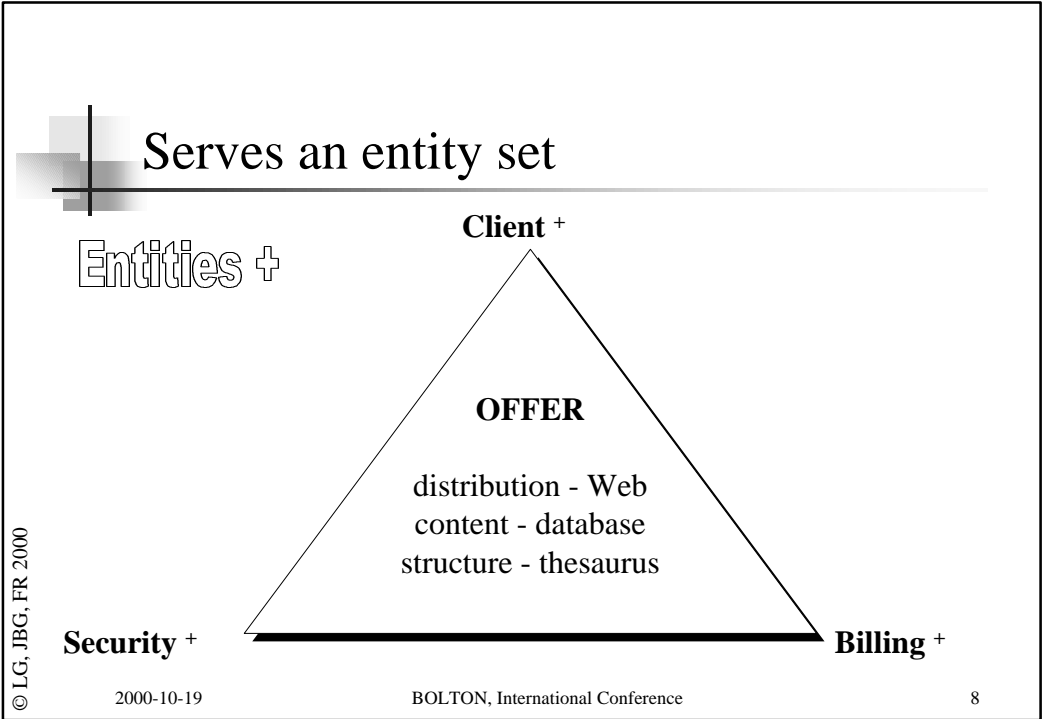 Serves an entity set
Entities +
Client +
OFFER
distribution - Web
content - database
structure - thesaurus
Security +
Billing +
© LG, JBG, FR 2000
2000-10-19
BOLTON, International Conference
8